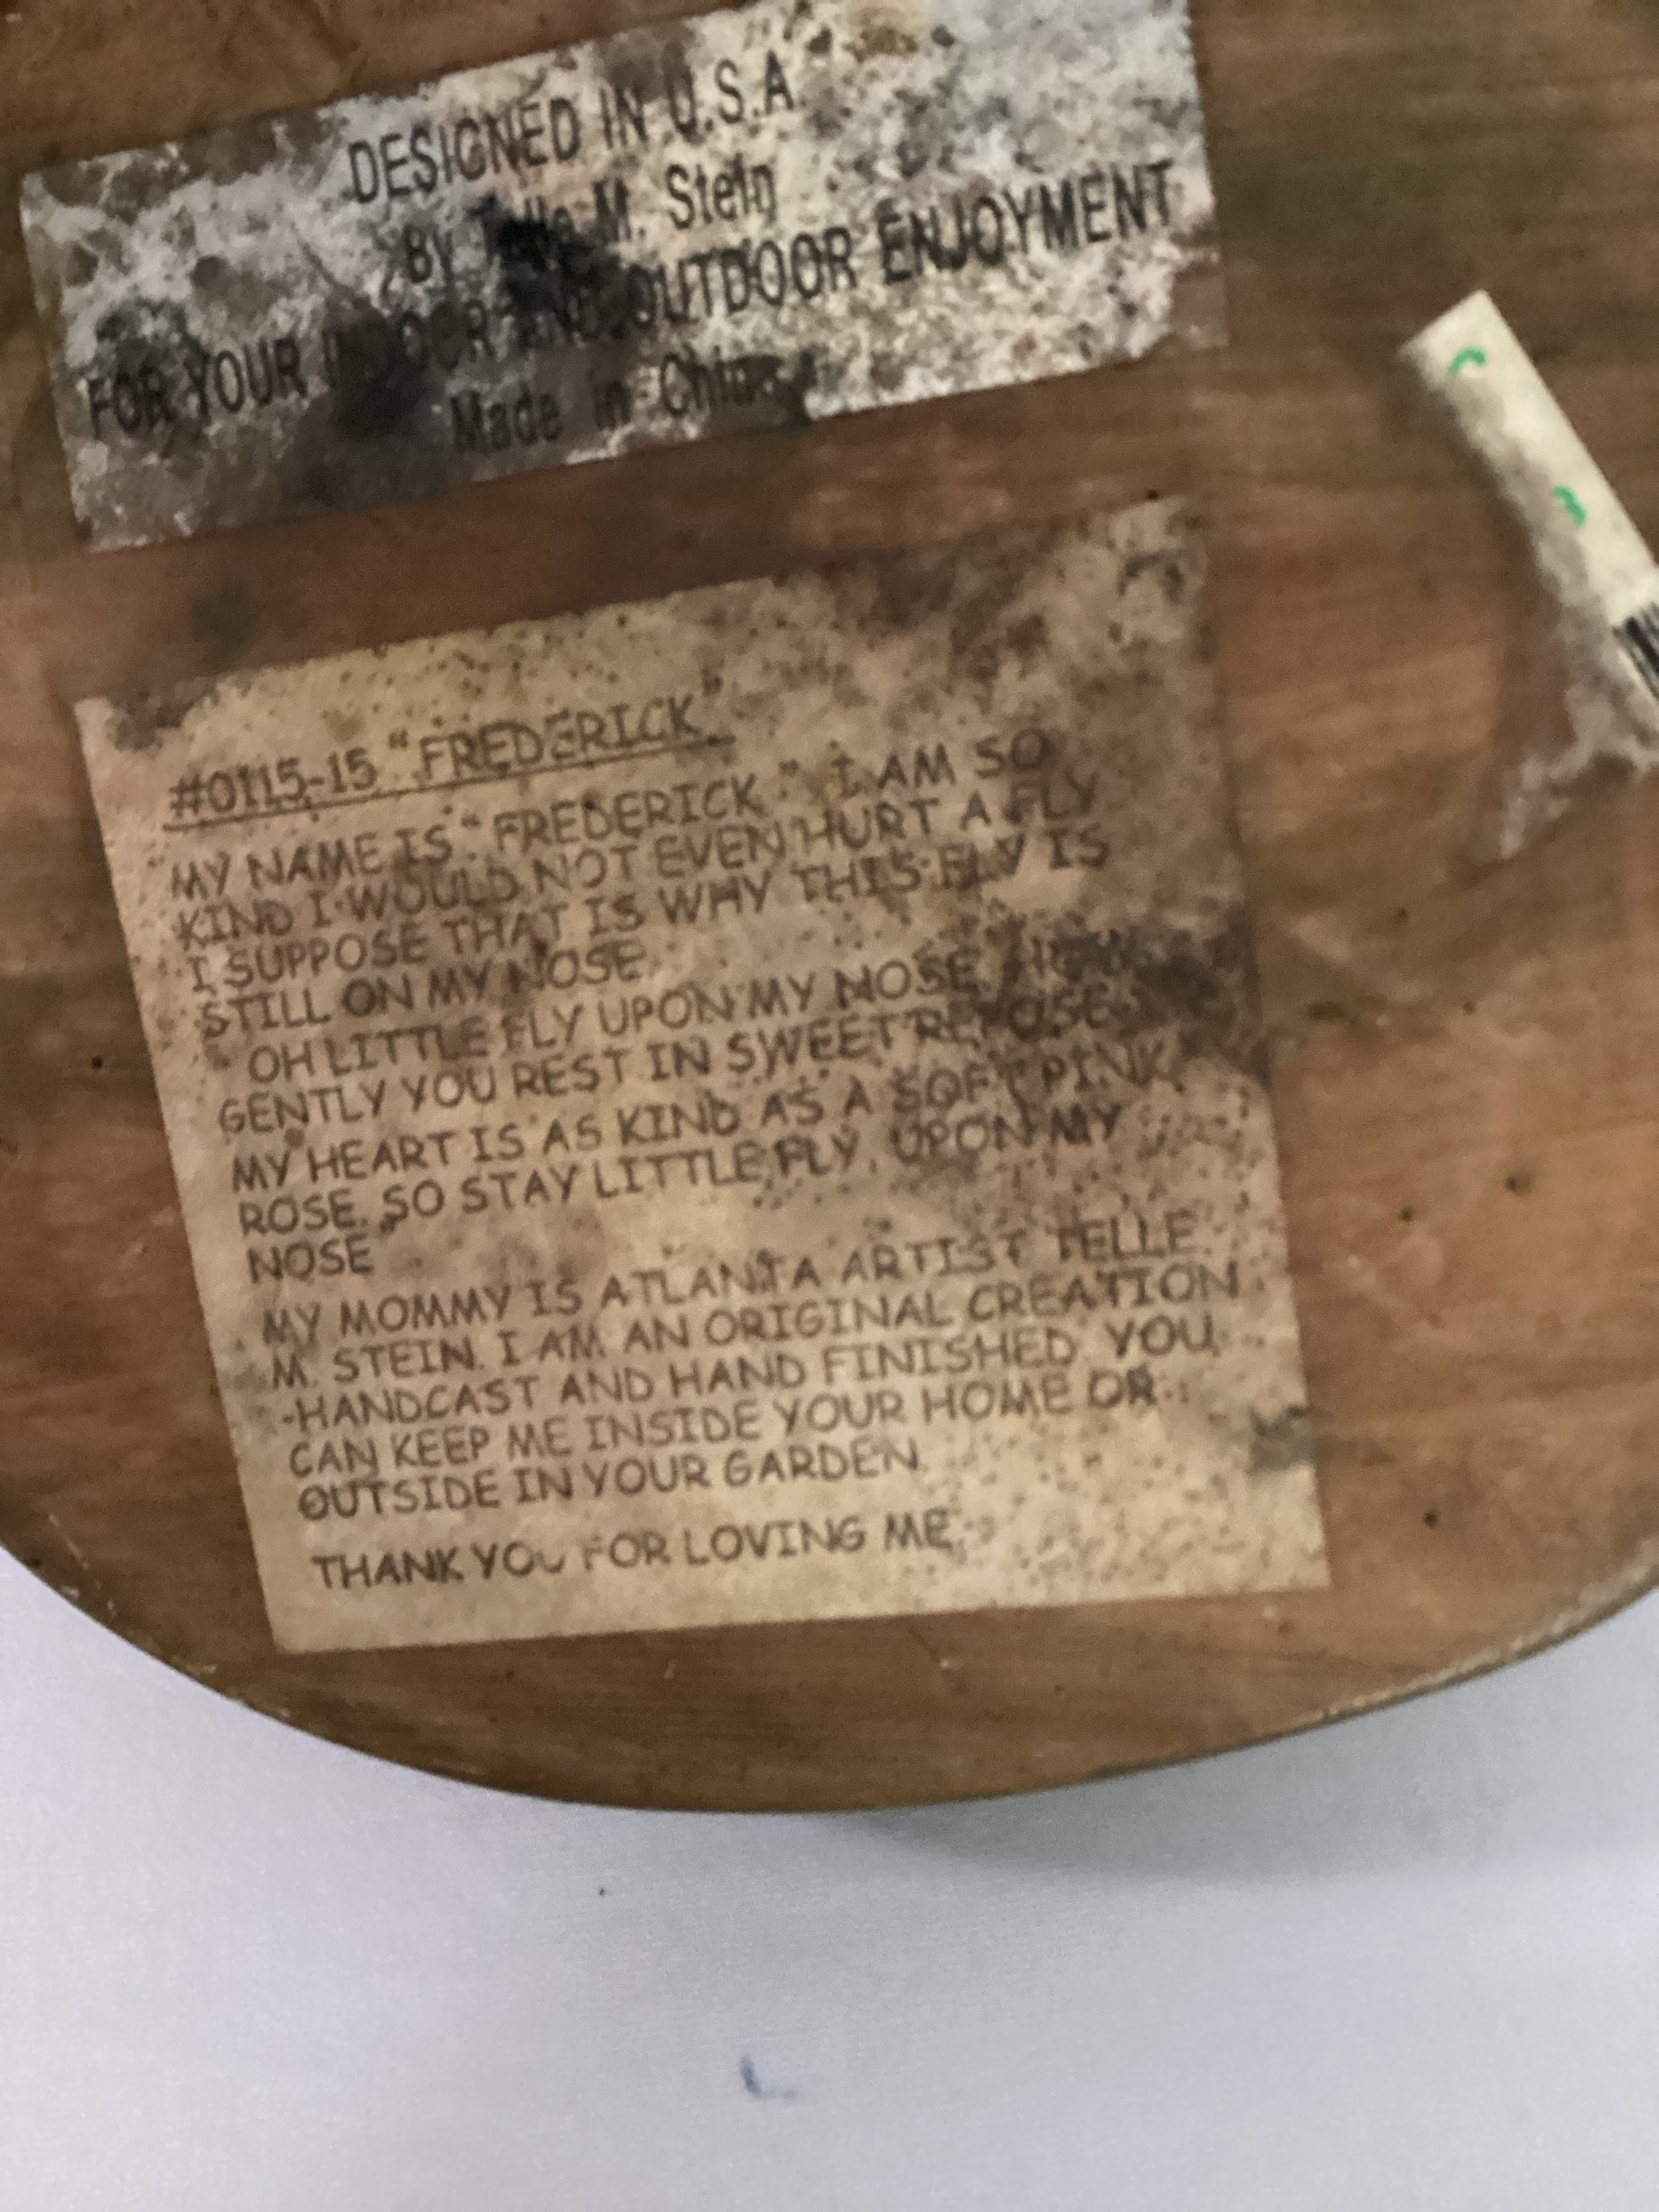 DESIGNED IN U.S.A.
By Telle M. Stein
FOR YOUR INDOOR AND OUTDOOR ENJOYMENT
Made in China
#0115-15 "FREDERICK"
MY NAME IS "FREDERICK" I AM SO
KIND I WOULD NOT EVEN HURT A FLY
I SUPPOSE THAT IS WHY THIS FLY IS
STILL ON MY NOSE.
OH LITTLE FLY UPON MY NOSE, HOW
GENTLY YOU REST IN SWEET REPOSE
MY HEART IS AS KIND AS A SOFT PINK
ROSE. SO STAY LITTLE FLY, UPON MY
NOSE
MY MOMMY IS ATLANTA ARTIST TELLE
M. STEIN. I AM AN ORIGINAL CREATION
-HANDCAST AND HAND FINISHED. YOU
CAN KEEP ME INSIDE YOUR HOME OR
OUTSIDE IN YOUR GARDEN.
THANK YOU FOR LOVING ME.